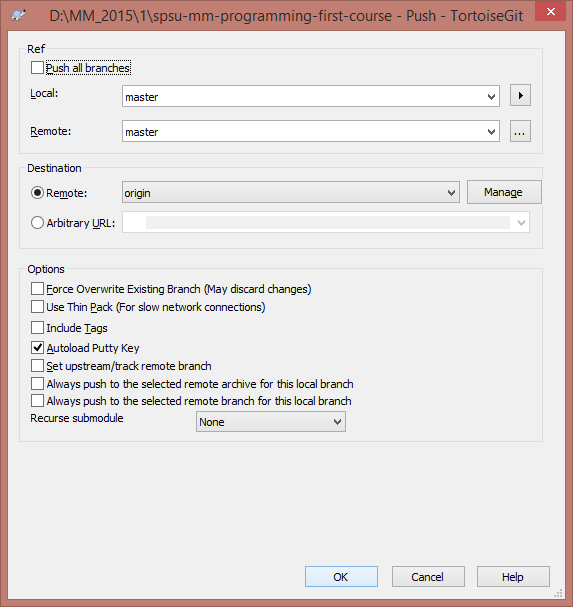 D:\MM_2015\1\spsu-mm-programming-first-course - Push - TortoiseGit
Ref
Push all branches
Local:
master
Remote:
master
...
Destination
Remote:
origin
Manage
Arbitrary URL:
Options
Force Overwrite Existing Branch (May discard changes)
Use Thin Pack (For slow network connections)
Include Tags
Autoload Putty Key
Set upstream/track remote branch
Always push to the selected remote archive for this local branch
Always push to the selected remote branch for this local branch
Recurse submodule
None
OK
Cancel
Help